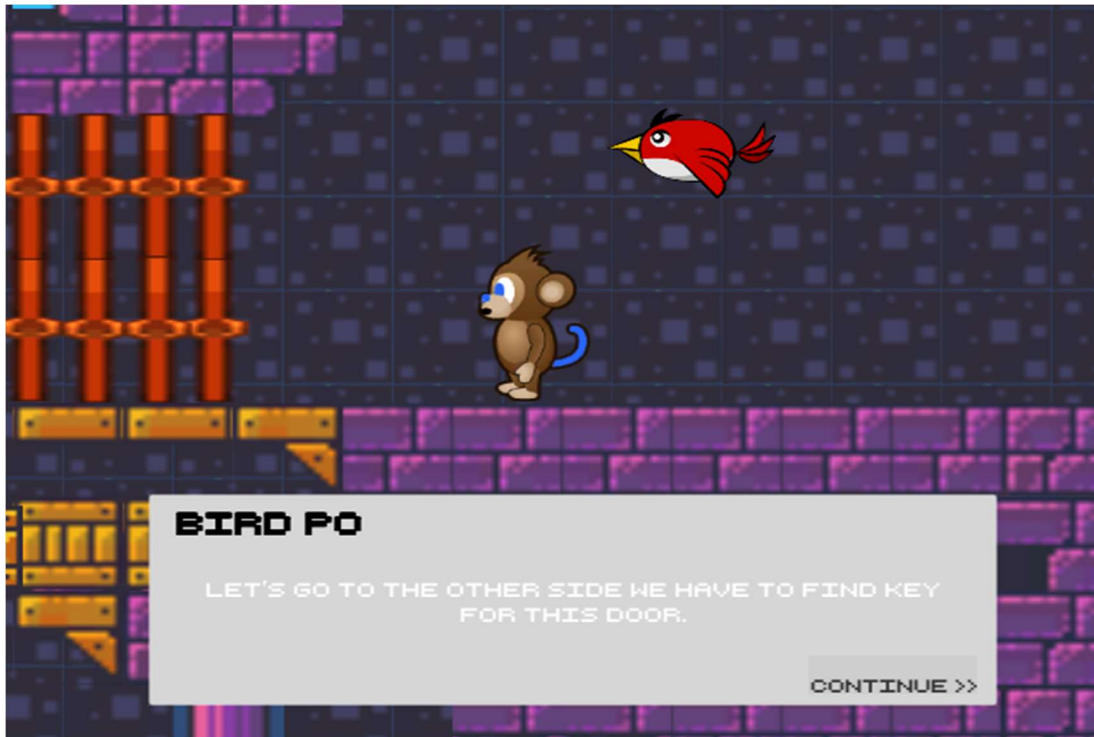 BIRD PO
LET'S GO TO THE OTHER SIDE WE HAVE TO FIND KEY
FOR THIS DOOR.
CONTINUE >>